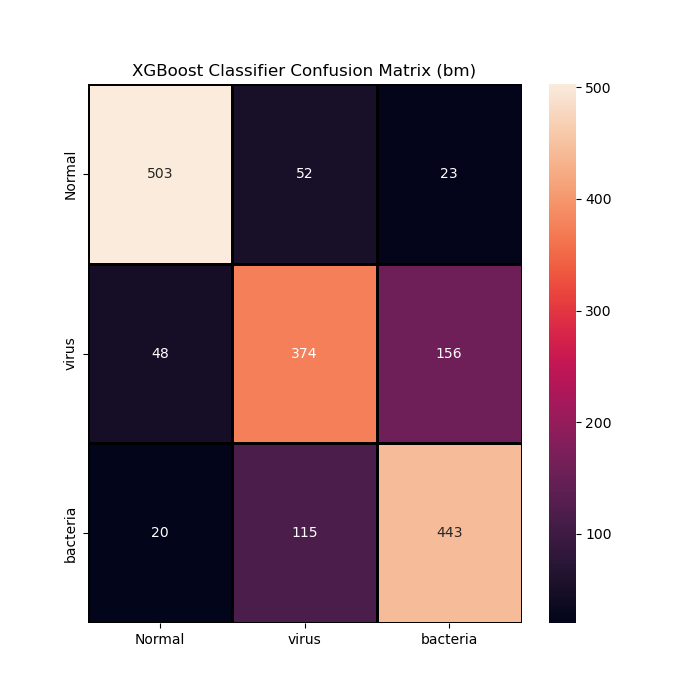 XGBoost Classifier Confusion Matrix (bm)
500
400
300
200
100
Normal
503
52
23
virus
48
374
156
bacteria
20
115
443
Normal
virus
bacteria